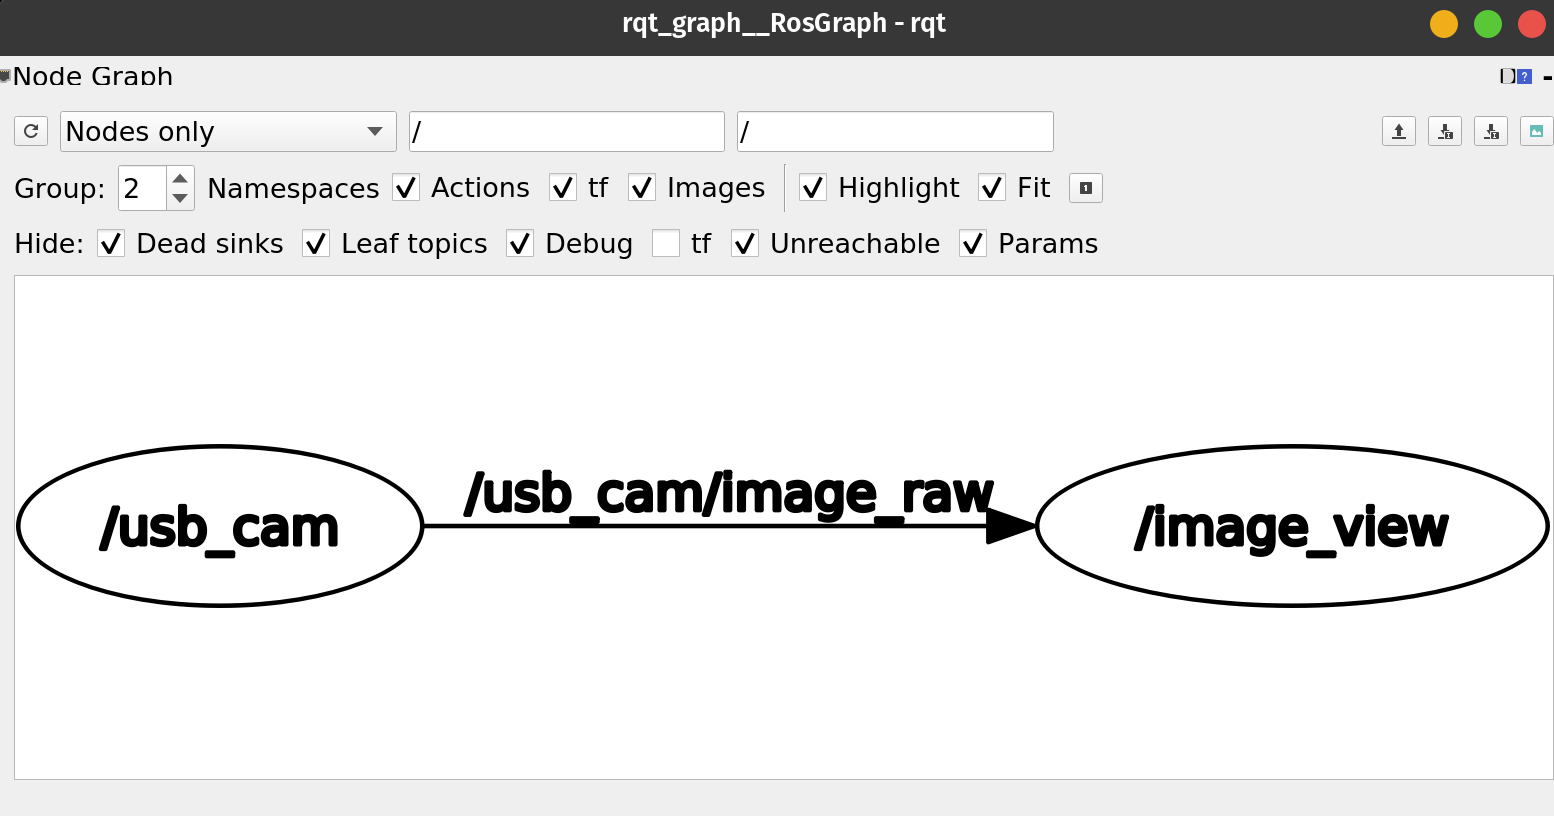 rqt_graph__RosGraph - rqt
Node Graph
D ? -
Nodes only / /
Group: 2 Namespaces Actions tf Images Highlight Fit 1
Hide: Dead sinks Leaf topics Debug tf Unreachable Params
/usb_cam/image_raw
/usb_cam /image_view